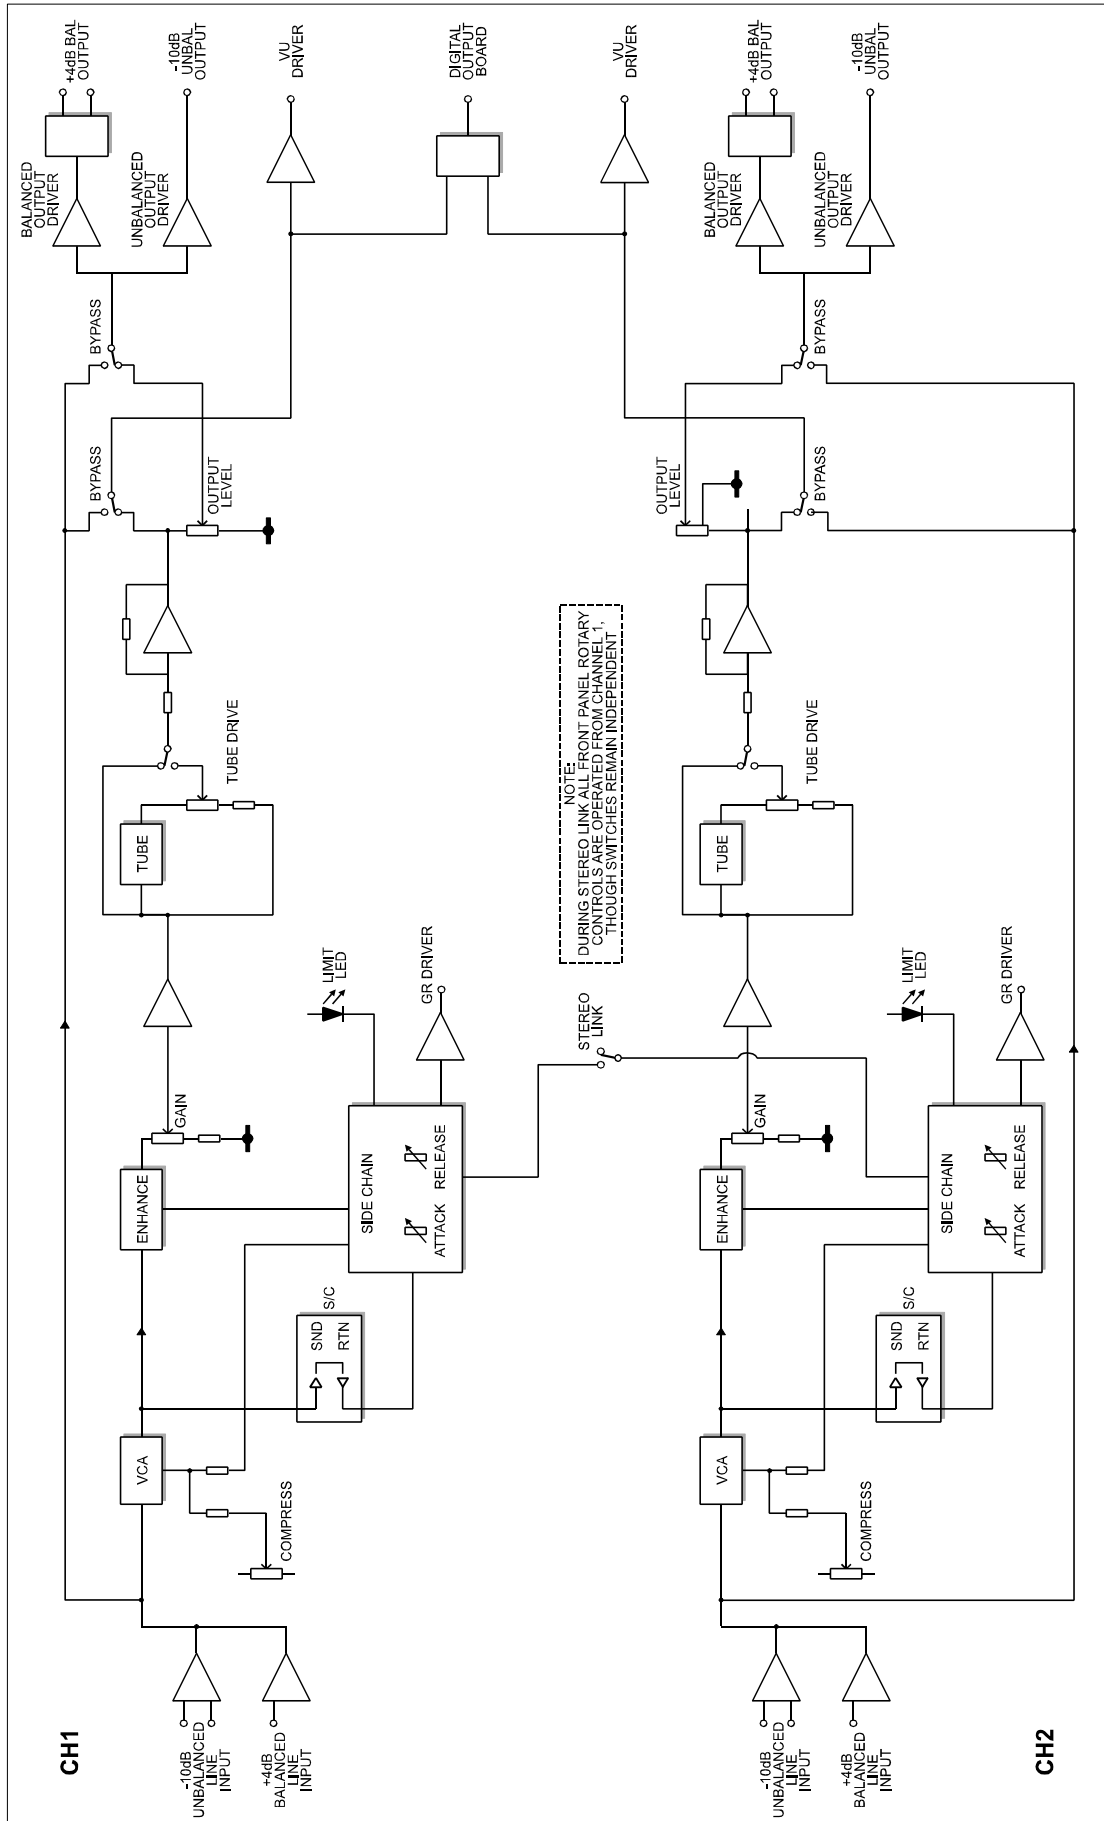 CH1
-10dB
UNBALANCED
LINE
INPUT
+4dB
BALANCED
LINE
INPUT
VCA
COMPRESS
S/C
SND
RTN
ENHANCE
GAIN
SIDE CHAIN
ATTACK
RELEASE
LIMIT
LED
GR DRIVER
TUBE
TUBE DRIVE
OUTPUT
LEVEL
BYPASS
BYPASS
BALANCED
OUTPUT
DRIVER
UNBALANCED
OUTPUT
DRIVER
+4dB BAL
OUTPUT
-10dB
UNBAL
OUTPUT
VU
DRIVER
DIGITAL
OUTPUT
BOARD
VU
DRIVER
STEREO
LINK
NOTE:
DURING STEREO LINK ALL FRONT PANEL ROTARY
CONTROLS ARE OPERATED FROM CHANNEL 1,
THOUGH SWITCHES REMAIN INDEPENDENT
CH2
-10dB
UNBALANCED
LINE
INPUT
+4dB
BALANCED
LINE
INPUT
VCA
COMPRESS
S/C
SND
RTN
ENHANCE
GAIN
SIDE CHAIN
ATTACK
RELEASE
LIMIT
LED
GR DRIVER
TUBE
TUBE DRIVE
OUTPUT
LEVEL
BYPASS
BYPASS
BALANCED
OUTPUT
DRIVER
UNBALANCED
OUTPUT
DRIVER
+4dB BAL
OUTPUT
-10dB
UNBAL
OUTPUT